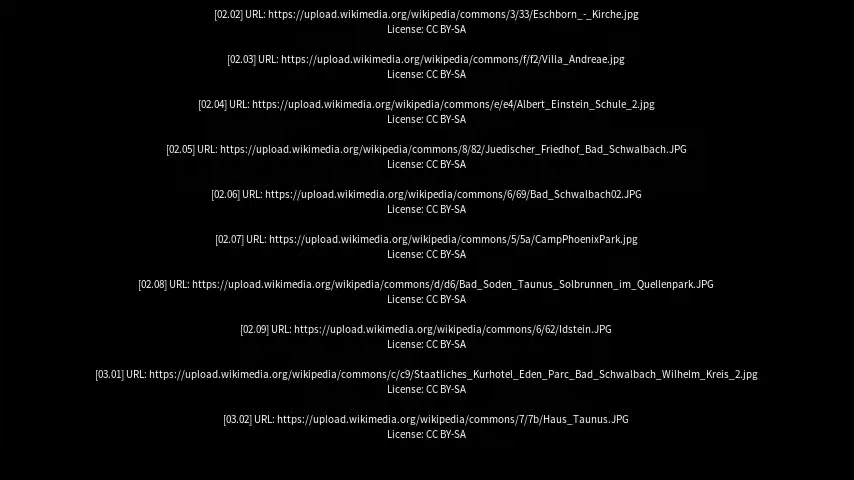 [02.02] URL: https://upload.wikimedia.org/wikipedia/commons/3/33/Eschborn_-_Kirche.jpg
License: CC BY-SA
[02.03] URL: https://upload.wikimedia.org/wikipedia/commons/f/f2/Villa_Andreae.jpg
License: CC BY-SA
[02.04] URL: https://upload.wikimedia.org/wikipedia/commons/e/e4/Albert_Einstein_Schule_2.jpg
License: CC BY-SA
[02.05] URL: https://upload.wikimedia.org/wikipedia/commons/8/82/Juedischer_Friedhof_Bad_Schwalbach.JPG
License: CC BY-SA
[02.06] URL: https://upload.wikimedia.org/wikipedia/commons/6/69/Bad_Schwalbach02.JPG
License: CC BY-SA
[02.07] URL: https://upload.wikimedia.org/wikipedia/commons/5/5a/CampPhoenixPark.jpg
License: CC BY-SA
[02.08] URL: https://upload.wikimedia.org/wikipedia/commons/d/d6/Bad_Soden_Taunus_Solbrunnen_im_Quellenpark.JPG
License: CC BY-SA
[02.09] URL: https://upload.wikimedia.org/wikipedia/commons/6/62/Idstein.JPG
License: CC BY-SA
[03.01] URL: https://upload.wikimedia.org/wikipedia/commons/c/c9/Staatliches_Kurhotel_Eden_Parc_Bad_Schwalbach_Wilhelm_Kreis_2.jpg
License: CC BY-SA
[03.02] URL: https://upload.wikimedia.org/wikipedia/commons/7/7b/Haus_Taunus.JPG
License: CC BY-SA